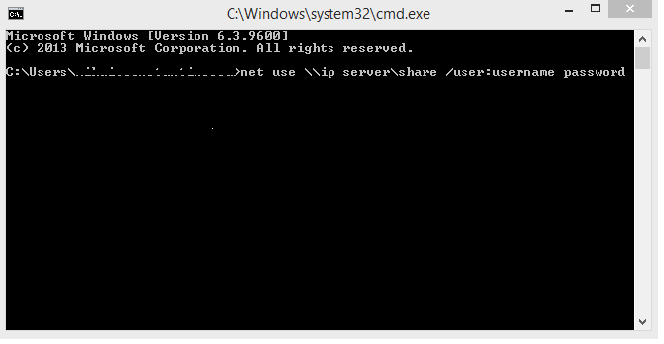 C:\Windows\system32\cmd.exe
Microsoft Windows [Version 6.3.9600]
(c) 2013 Microsoft Corporation. All rights reserved.
C:\Users\ >net use \\ip server\share /user:username password